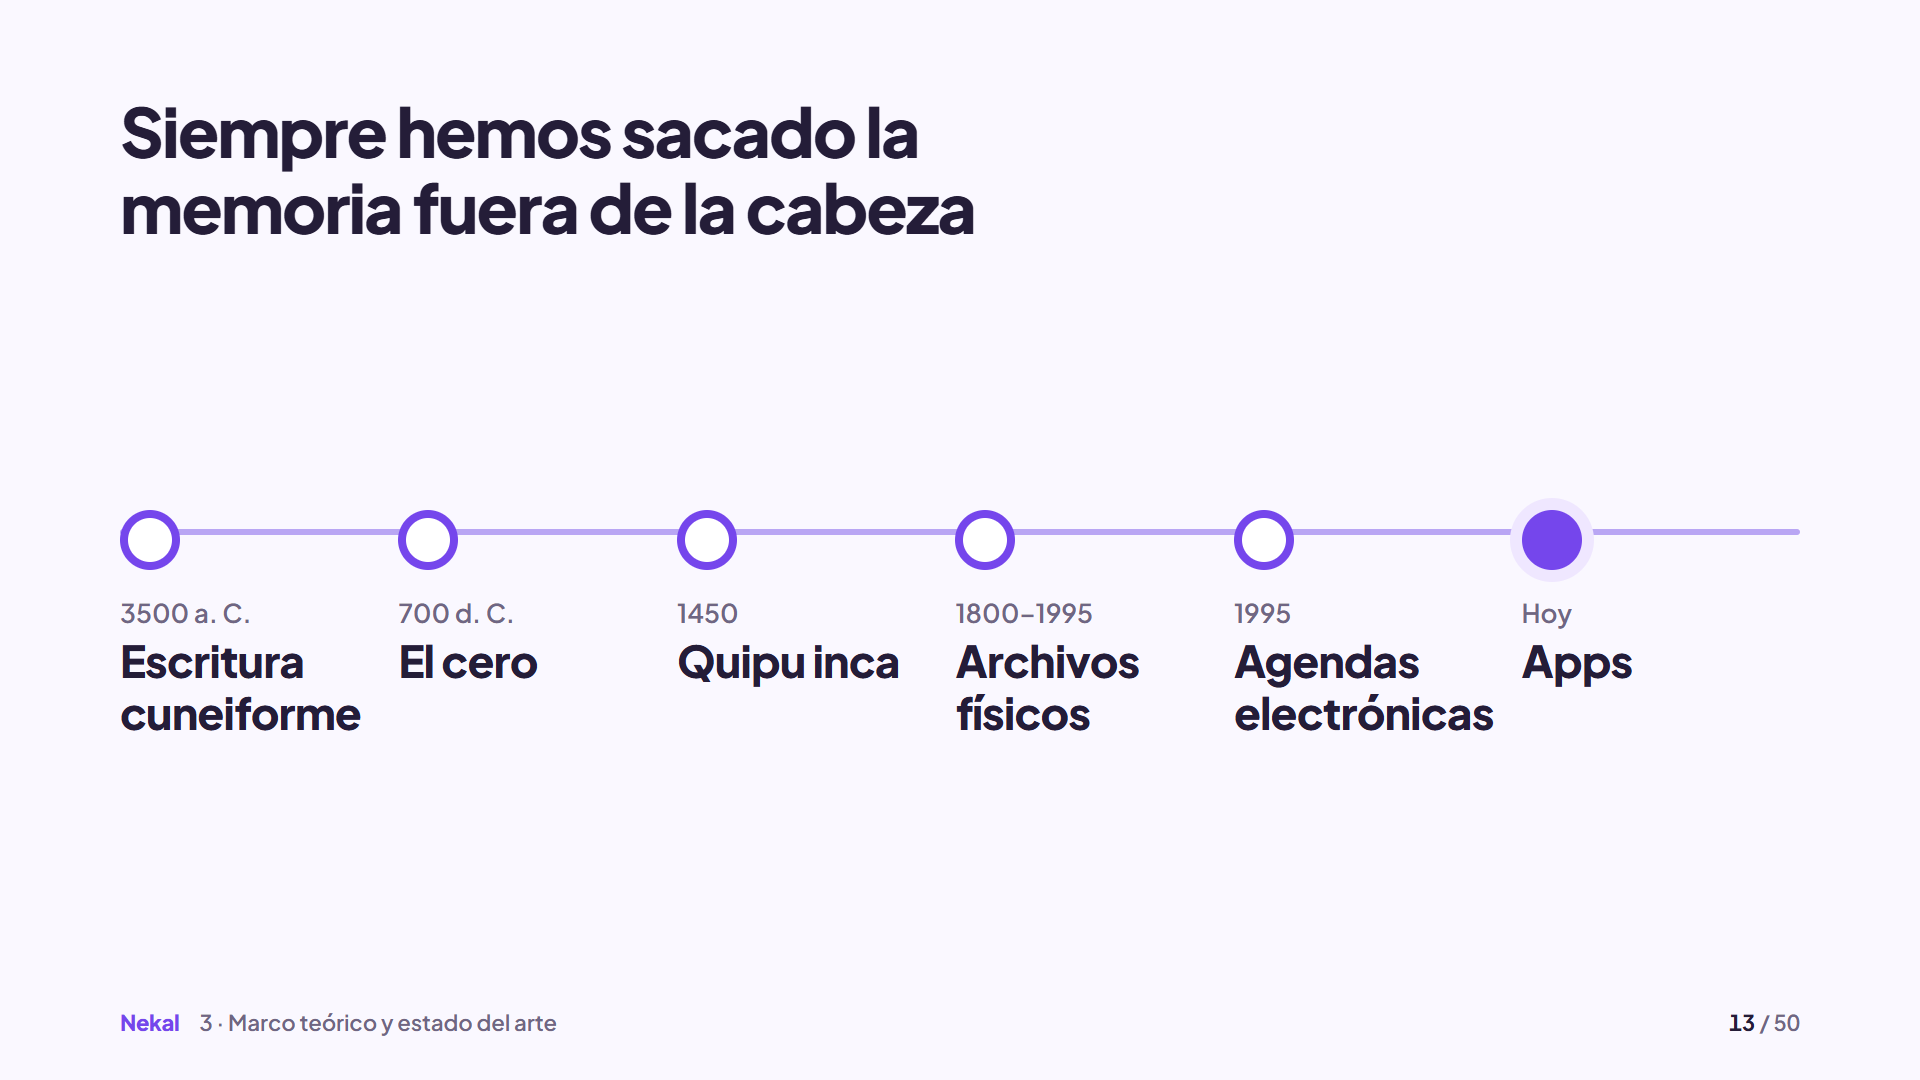 Siempre hemos sacado la
memoria fuera de la cabeza
3500 a. C.
Escritura
cuneiforme
700 d. C.
El cero
1450
Quipu inca
1800–1995
Archivos
físicos
1995
Agendas
electrónicas
Hoy
Apps
Nekal 3 · Marco teórico y estado del arte
13 / 50